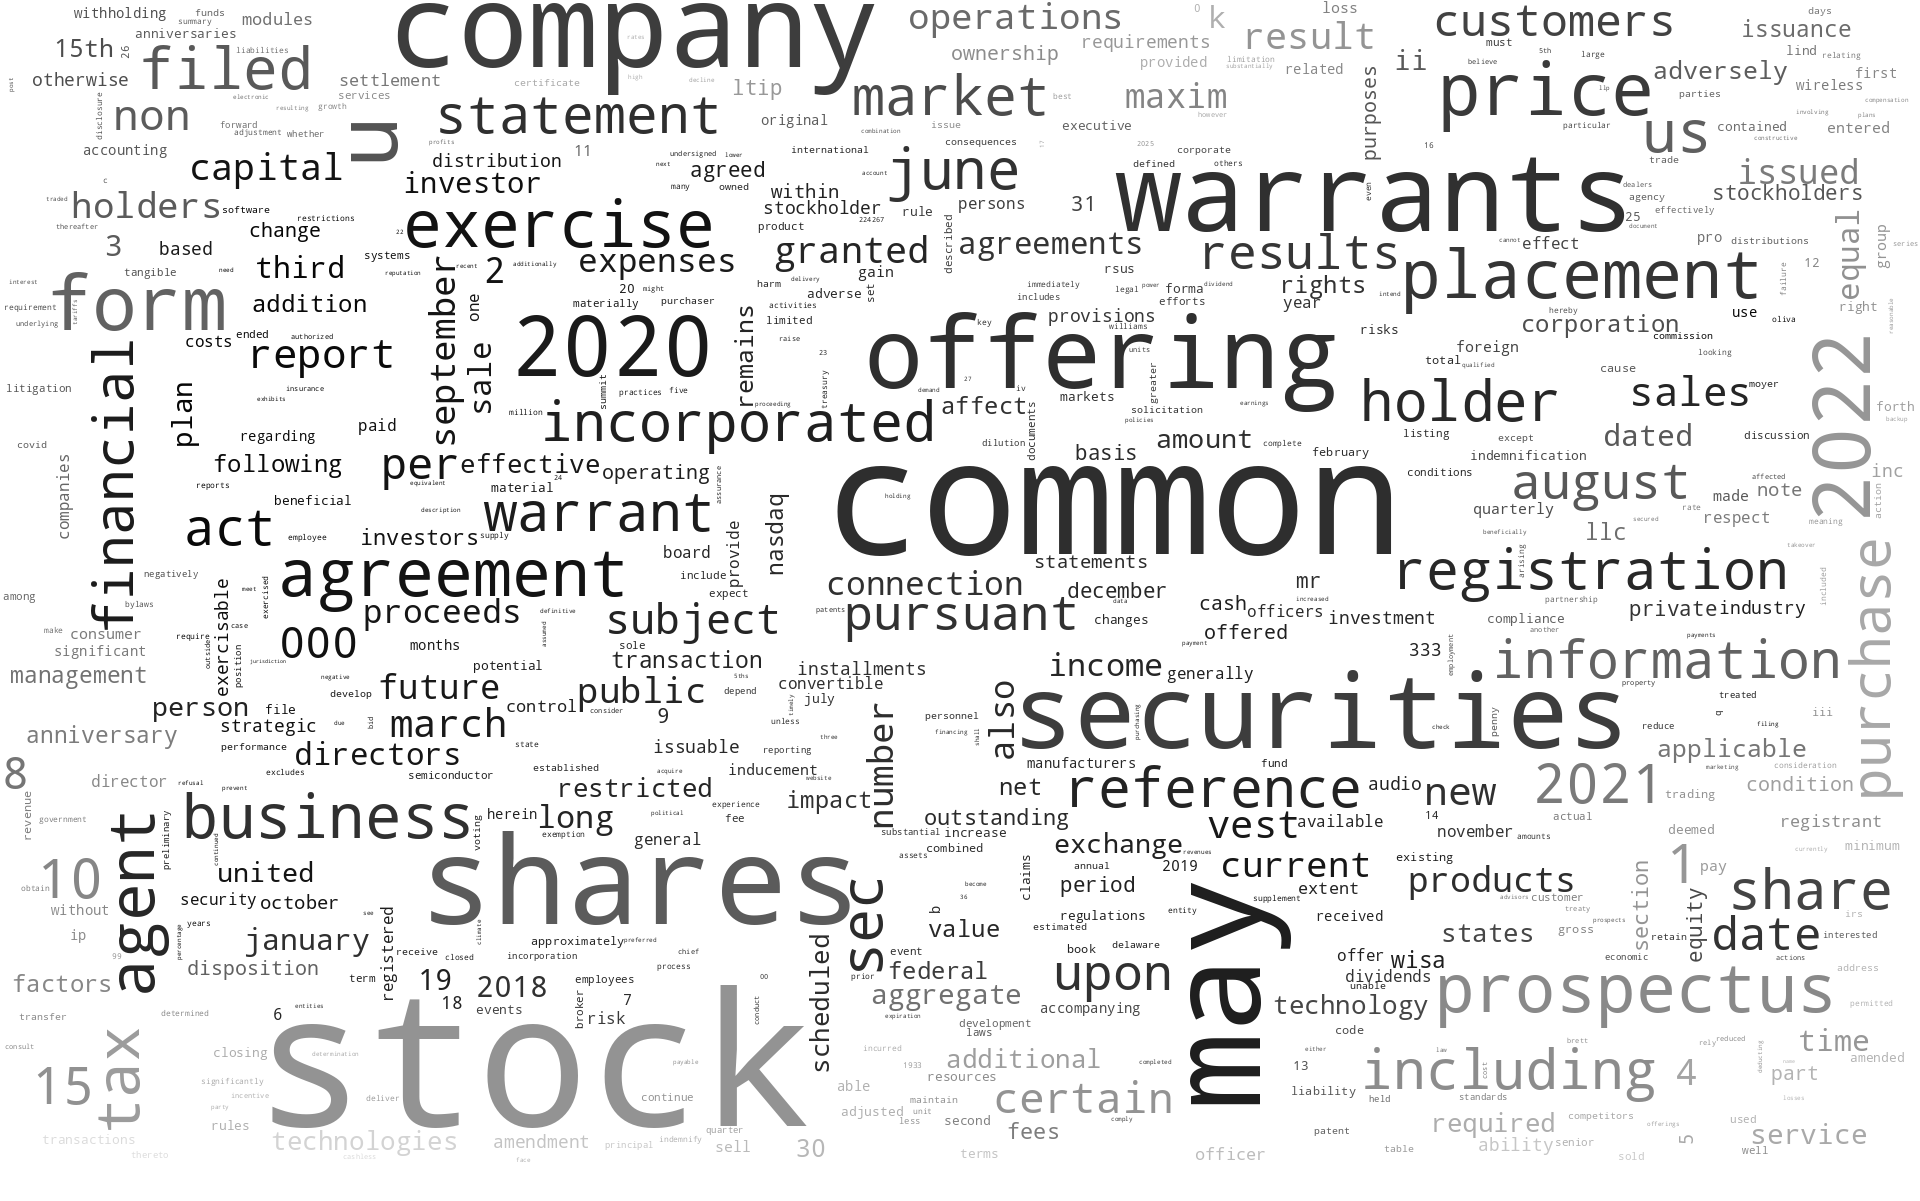 withholding funds company operations 0 k loss customers days
anniversaries summary modules issuance
15th 26 filed liabilities rates ownership requirements result must lind relating
otherwise settlement certificate high decline provided limitation substantially related ii 5th large adversely first
post electronic services ltip market best maxim believe price llp parties wireless
disclosure non resulting growth statement original however purposes particular compensation
forward adjustment whether u 11 combination issue executive us contained involving plans entered
accounting profits distribution undersigned lower international consequences 17 2025 corporate 16 trade constructive
capital investor next agreed account june defined others warrants issued
c many owned within even dealers stockholders
traded holders software restrictions exercise stockholder 224 267 rule persons 31 agency 25 effectively
thereafter change 22 product described document equal group
3 based granted agreements results cannot effect pro distributions series
tangible need third systems recent 2 additionally expenses gain rsus placement failure 12
interest form reputation september one 20 might harm delivery adverse set immediately legal power forma dividend rights intend
requirement addition materially purchaser activities includes efforts year hereby right
underlying tariffs costs ended authorized 2020 remains limited key provisions williams risks corporation use oliva reasonable
report sale raise offering units foreign commission
financial 23 total qualified looking 2022
litigation plan insurance summit practices five treasury demand 27 iv greater holder cause sales moyer
exhibits million proceeding affect markets earnings forth
regarding paid incorporated documents solicitation policies listing except dated discussion backup
covid dilution amount complete
companies following per effective operating basis february indemnification
reports equivalent material 24 assurance common conditions affected inc
beneficial description warrant nasdaq holding august made note action
act quarterly rate respect meaning
employee investors supply board provide beneficially llc secured
negatively agreement include statements arising takeover
among bylaws exercisable exercised meet expect connection december mr registration included
make consumer require case proceeds definitive subject patents data cash increased partnership private industry
significant outside 000 months assumed sole pursuant changes officers investment compliance another purchase
management position jurisdiction potential transaction installments payment offered 333 employment information payments
negative future public 5ths convertible income generally property
person file develop control consider depend july also securities treated
anniversary strategic due bid march 9 timely unless number personnel penny reduce q filing iii
performance directors state issuable reporting three financing shall purchasing check applicable
8 director excludes semiconductor established acquire inducement website manufacturers fund marketing consideration
refusal prevent restricted net reference audio new 2021 condition
revenue government business herein long political experience impact outstanding vest available 14 actual trading
agent preliminary continued voting exemption general fee substantial increase november amounts deemed registrant
shares assets combined exchange revenues current existing currently minimum
obtain 10 united claims annual 2019 1 pay
without security october become 36 period extent products advisors customer section share
ip years see sec b regulations entity supplement received treaty prospects irs
percentage january registered climate approximately preferred chief value estimated states gross retain equity date interested
99 disposition receive closed incorporation process event book delaware offer wisa economic actions
factors term 19 employees 00 prior federal upon dividends address
18 2018 events 7 aggregate accompanying may unable technology prospectus permitted
transfer determined 6 entities broker risk conduct scheduled expiration development laws code
consult tax closing determination stock payable incurred additional completed either law brett rely reduced time amended
15 significantly incentive 1933 resources 13 including cost 4 deducting name part
party deliver continue able maintain certain liability held standards losses
rules adjusted unit less second comply competitors offerings used
transactions technologies amendment principal indemnify quarter sell 30 fees patent required 5 service
thereto cashless face terms officer table ability senior sold well